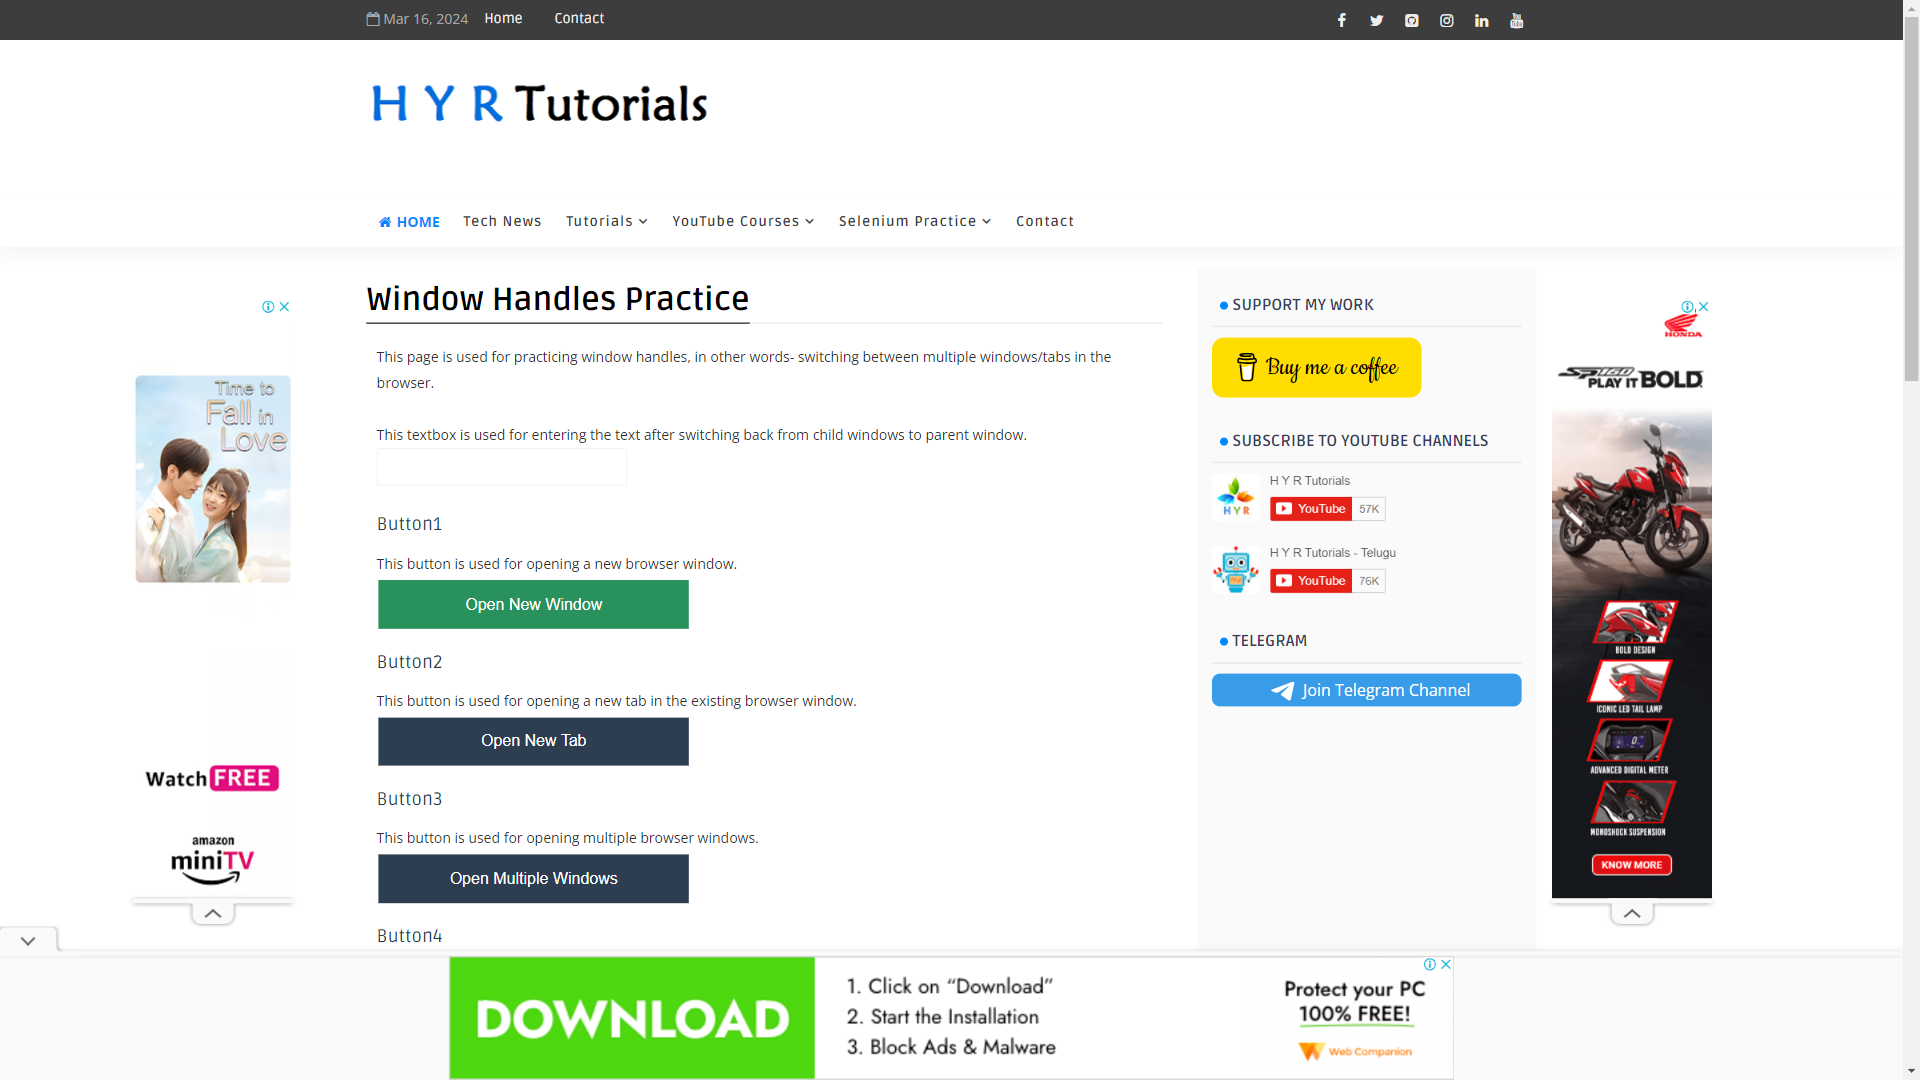 Mar 16, 2024 Home Contact
H Y R Tutorials
HOME Tech News Tutorials YouTube Courses Selenium Practice Contact
Window Handles Practice
This page is used for practicing window handles, in other words- switching between multiple windows/tabs in the
browser.
This textbox is used for entering the text after switching back from child windows to parent window.
Button1
This button is used for opening a new browser window.
Open New Window
Button2
This button is used for opening a new tab in the existing browser window.
Open New Tab
Button3
This button is used for opening multiple browser windows.
Open Multiple Windows
Button4
SUPPORT MY WORK
Buy me a coffee
SUBSCRIBE TO YOUTUBE CHANNELS
H Y R Tutorials
HYR
YouTube 57K
H Y R Tutorials - Telugu
YouTube 76K
TELEGRAM
Join Telegram Channel
Time to
Fall in
Love
Watch FREE
amazon
miniTV
HONDA
SP160
PLAY IT BOLD
BOLD DESIGN
ICONIC LED TAIL LAMP
ADVANCED DIGITAL METER
MONOSHOCK SUSPENSION
KNOW MORE
DOWNLOAD
1. Click on “Download”
2. Start the Installation
3. Block Ads & Malware
Protect your PC
100% FREE!
Web Companion